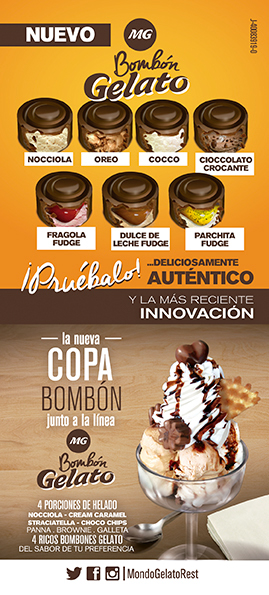 NUEVO
MG
J-40083919-0
Bombón
Gelato
NOCCIOLA
OREO
COCCO
CIOCCOLATO
CROCANTE
FRAGOLA
FUDGE
DULCE DE
LECHE FUDGE
PARCHITA
FUDGE
¡Pruébalo!
...DELICIOSAMENTE
AUTÉNTICO
Y LA MÁS RECIENTE
INNOVACIÓN
la nueva
COPA
BOMBÓN
junto a la línea
MG
Bombón
Gelato
4 PORCIONES DE HELADO
NOCCIOLA - CREAM CARAMEL
STRACIATELLA - CHOCO CHIPS
PANNA . BROWNIE . GALLETA
4 RICOS BOMBONES GELATO
DEL SABOR DE TU PREFERENCIA
MondoGelatoRest